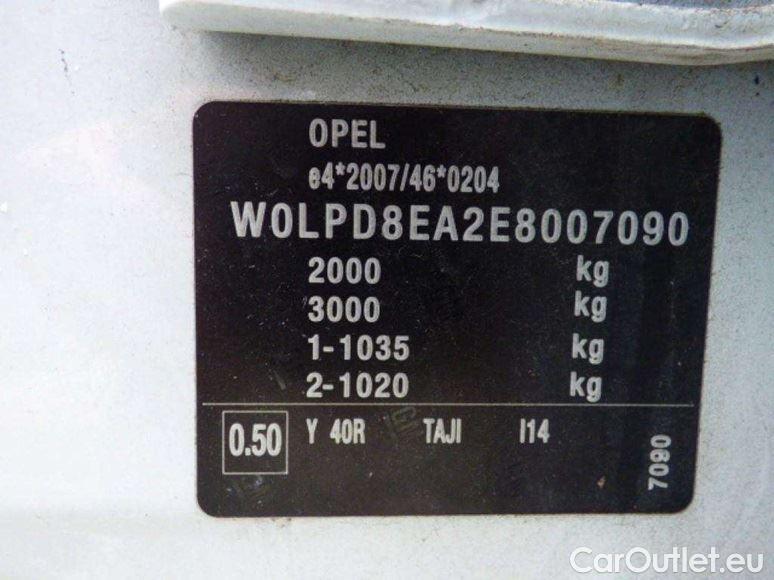 OPEL
e4*2007/46*0204
W0LPD8EA2E8007090
2000 kg
3000 kg
1-1035 kg
2-1020 kg
0.50 Y 40R TAJI I14
7090
CarOutlet.eu